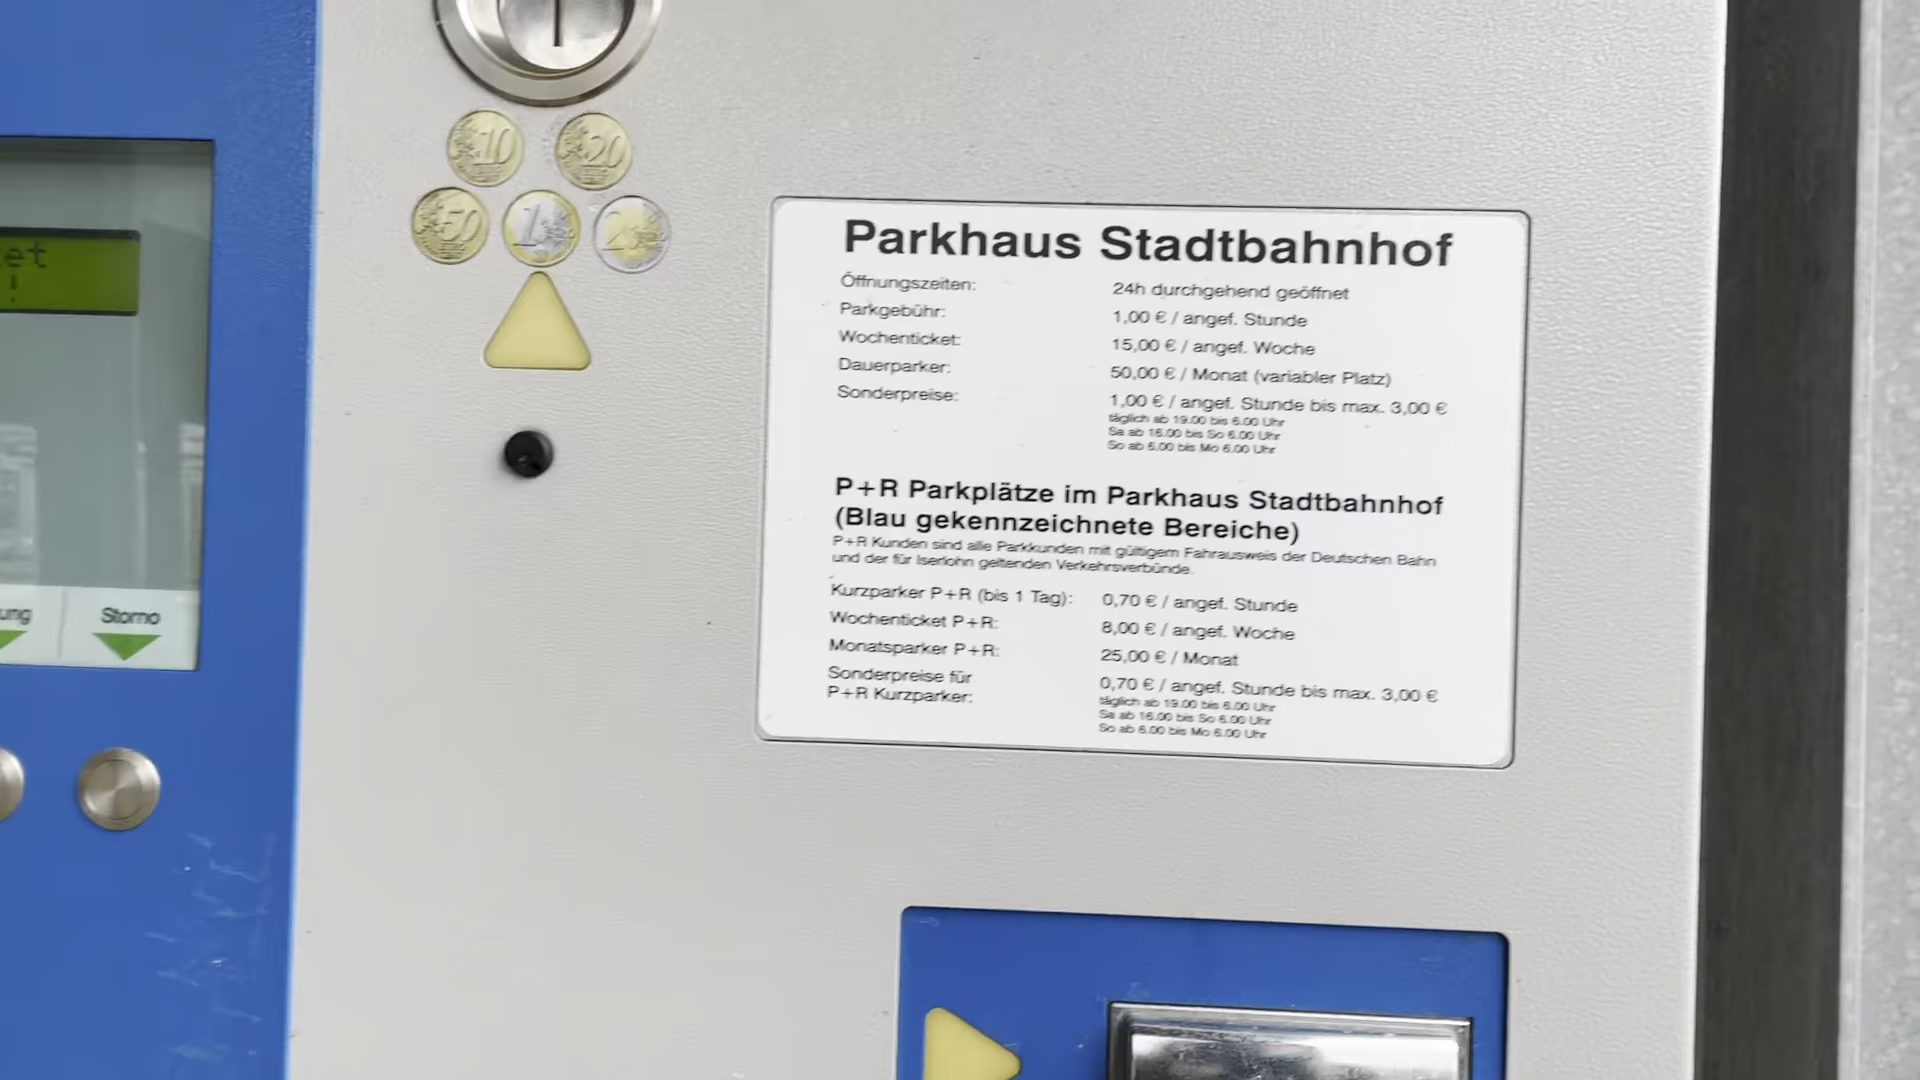 10 20
50 1 2
et
!
ung Storno
Parkhaus Stadtbahnhof
Öffnungszeiten: 24h durchgehend geöffnet
Parkgebühr: 1,00 € / angef. Stunde
Wochenticket: 15,00 € / angef. Woche
Dauerparker: 50,00 € / Monat (variabler Platz)
Sonderpreise: 1,00 € / angef. Stunde bis max. 3,00 €
täglich ab 19.00 bis 6.00 Uhr
Sa ab 16.00 bis So 6.00 Uhr
So ab 6.00 bis Mo 6.00 Uhr
P+R Parkplätze im Parkhaus Stadtbahnhof
(Blau gekennzeichnete Bereiche)
P+R Kunden sind alle Parkkunden mit gültigem Fahrausweis der Deutschen Bahn
und der für Iserlohn geltenden Verkehrsverbünde.
Kurzparker P+R (bis 1 Tag): 0,70 € / angef. Stunde
Wochenticket P+R: 8,00 € / angef. Woche
Monatsparker P+R: 25,00 € / Monat
Sonderpreise für
P+R Kurzparker: 0,70 € / angef. Stunde bis max. 3,00 €
täglich ab 19.00 bis 6.00 Uhr
Sa ab 16.00 bis So 6.00 Uhr
So ab 6.00 bis Mo 6.00 Uhr